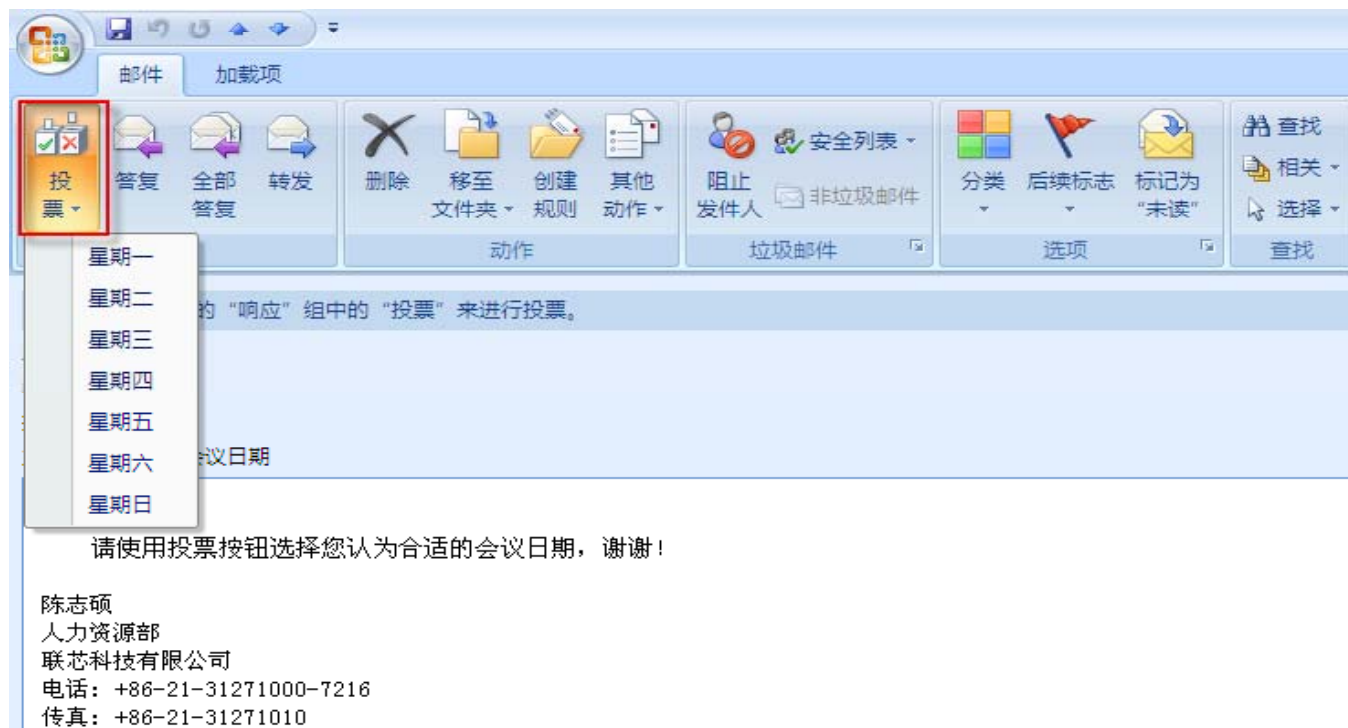 邮件 加载项
投票 答复 全部答复 转发 删除 移至文件夹 创建规则 其他动作 阻止发件人 安全列表 非垃圾邮件 分类 后续标志 标记为“未读” 查找 相关 选择
动作 垃圾邮件 选项 查找
星期一
星期二
的“响应”组中的“投票”来进行投票。
星期三
星期四
星期五
星期六
议日期
星期日
请使用投票按钮选择您认为合适的会议日期，谢谢！
陈志硕
人力资源部
联芯科技有限公司
电话：+86-21-31271000-7216
传真：+86-21-31271010